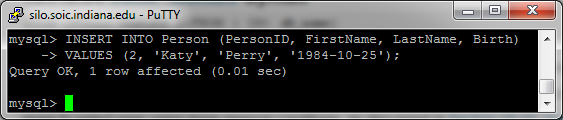 silo.soic.indiana.edu - PuTTY
mysql> INSERT INTO Person (PersonID, FirstName, LastName, Birth)
    -> VALUES (2, 'Katy', 'Perry', '1984-10-25');
Query OK, 1 row affected (0.01 sec)
mysql>